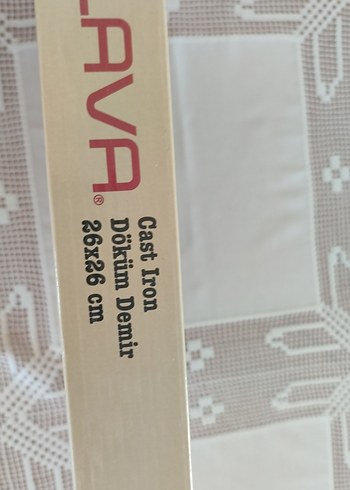 LAVA®
Cast Iron
Döküm Demir
26x26 cm